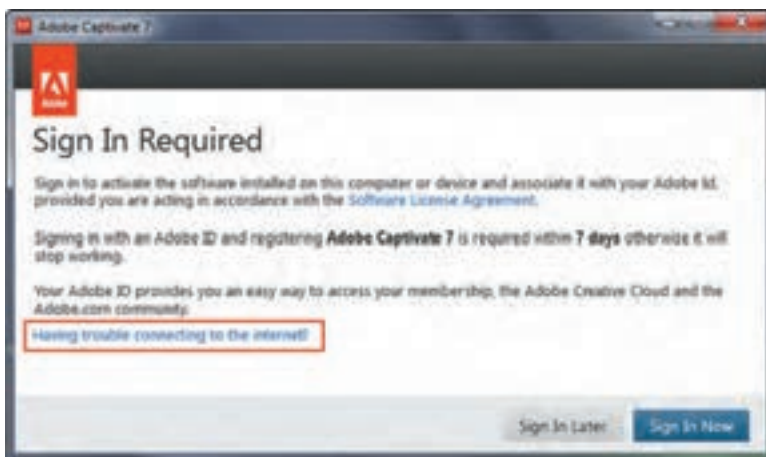 Adobe Captivate 7
Adobe
Sign In Required
Sign in to activate the software installed on this computer or device and associate it with your Adobe Id,
provided you are acting in accordance with the Software License Agreement.
Signing in with an Adobe ID and registering Adobe Captivate 7 is required within 7 days otherwise it will
stop working.
Your Adobe ID provides you an easy way to access your membership, the Adobe Creative Cloud and the
Adobe.com community.
Having trouble connecting to the internet?
Sign In Later
Sign In Now